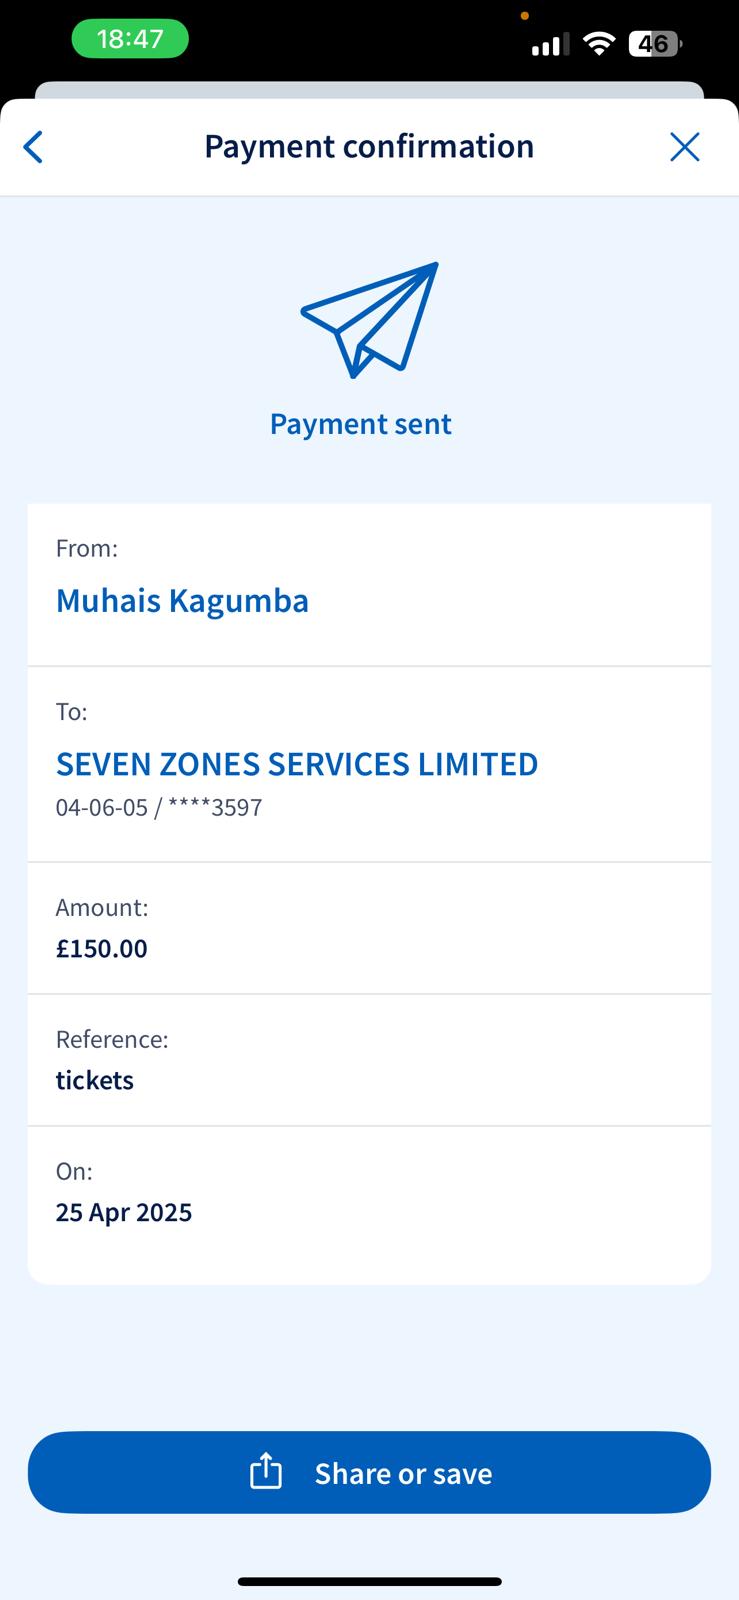 18:47
46
Payment confirmation
Payment sent
From:
Muhais Kagumba
To:
SEVEN ZONES SERVICES LIMITED
04-06-05 / ****3597
Amount:
£150.00
Reference:
tickets
On:
25 Apr 2025
Share or save